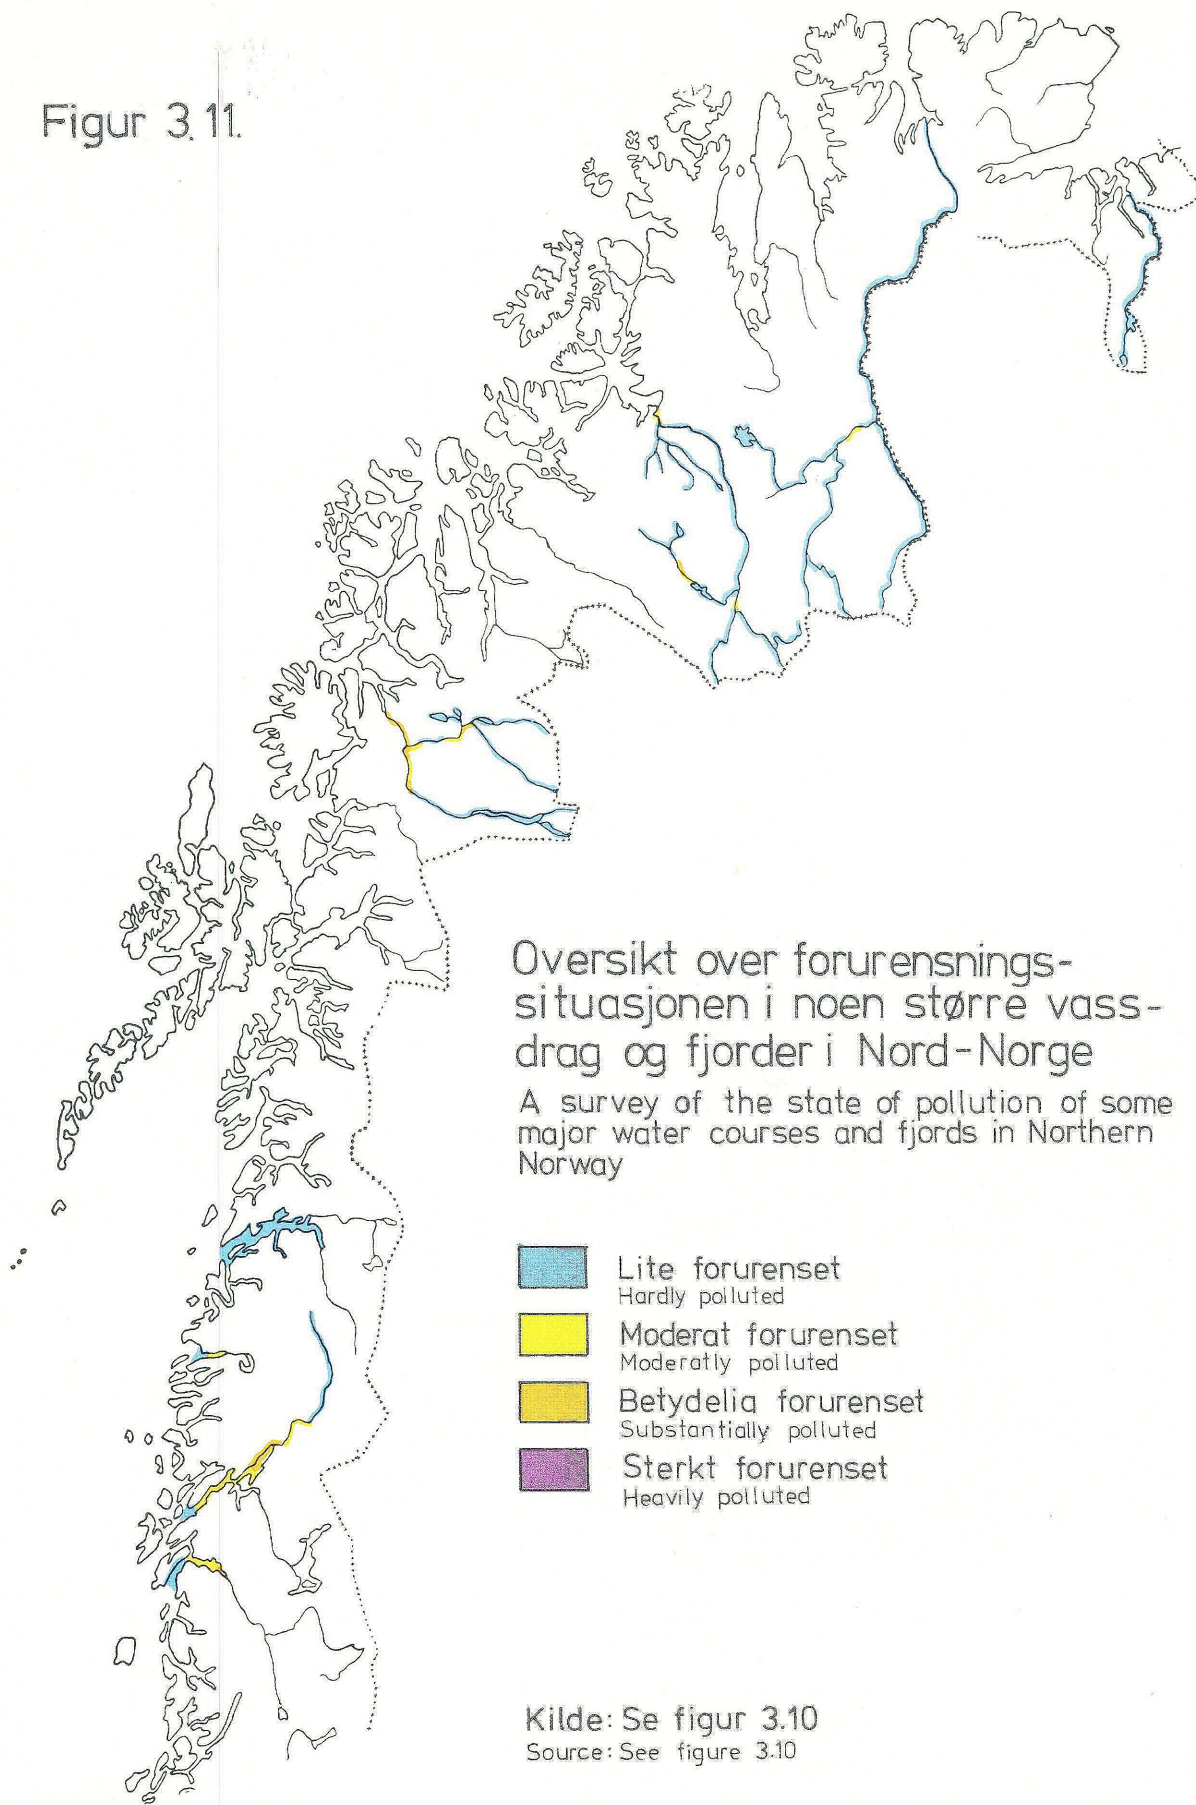 Figur 3.11.
Oversikt over forurensnings-
situasjonen i noen større vass-
drag og fjorder i Nord-Norge
A survey of the state of pollution of some
major water courses and fjords in Northern
Norway
Lite forurenset
Hardly polluted
Moderat forurenset
Moderatly polluted
Betydelig forurenset
Substantially polluted
Sterkt forurenset
Heavily polluted
Kilde: Se figur 3.10
Source: See figure 3.10